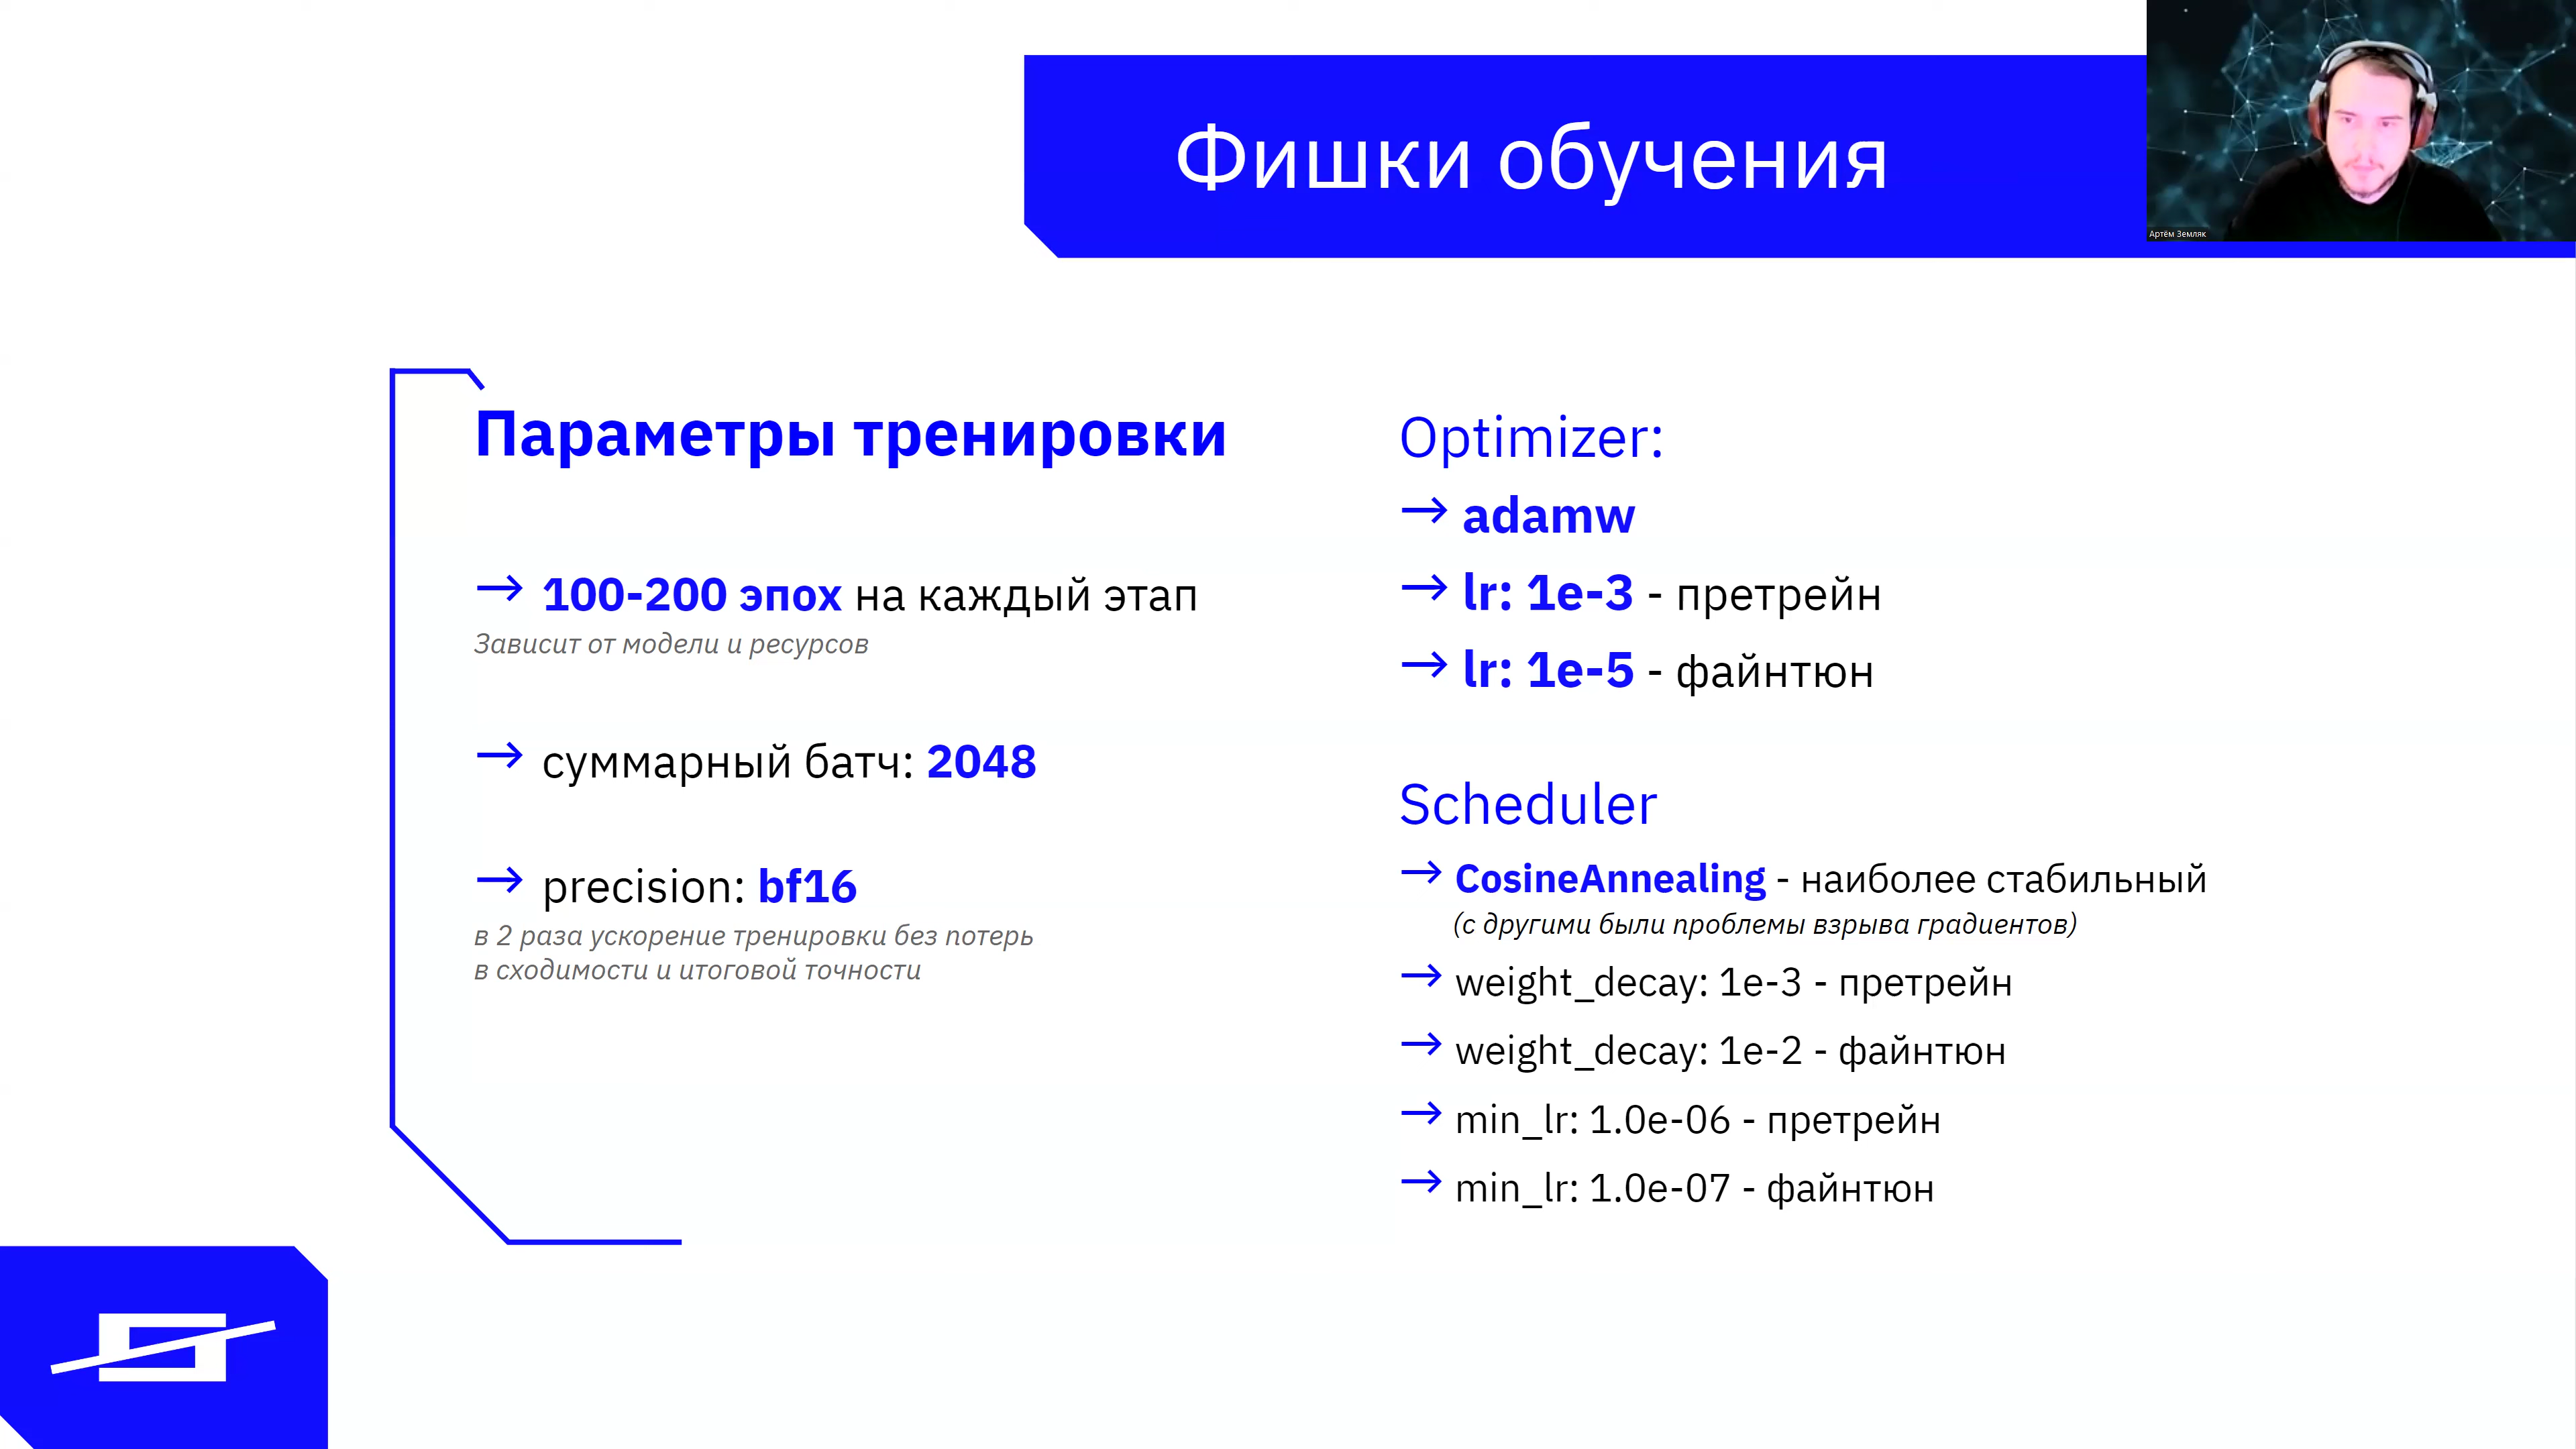 Фишки обучения
Артём Земляк
Параметры тренировки
→ 100-200 эпох на каждый этап
Зависит от модели и ресурсов
→ суммарный батч: 2048
→ precision: bf16
в 2 раза ускорение тренировки без потерь
в сходимости и итоговой точности
Optimizer:
→ adamw
→ lr: 1e-3 - претрейн
→ lr: 1e-5 - файнтюн
Scheduler
→ CosineAnnealing - наиболее стабильный
(с другими были проблемы взрыва градиентов)
→ weight_decay: 1e-3 - претрейн
→ weight_decay: 1e-2 - файнтюн
→ min_lr: 1.0e-06 - претрейн
→ min_lr: 1.0e-07 - файнтюн